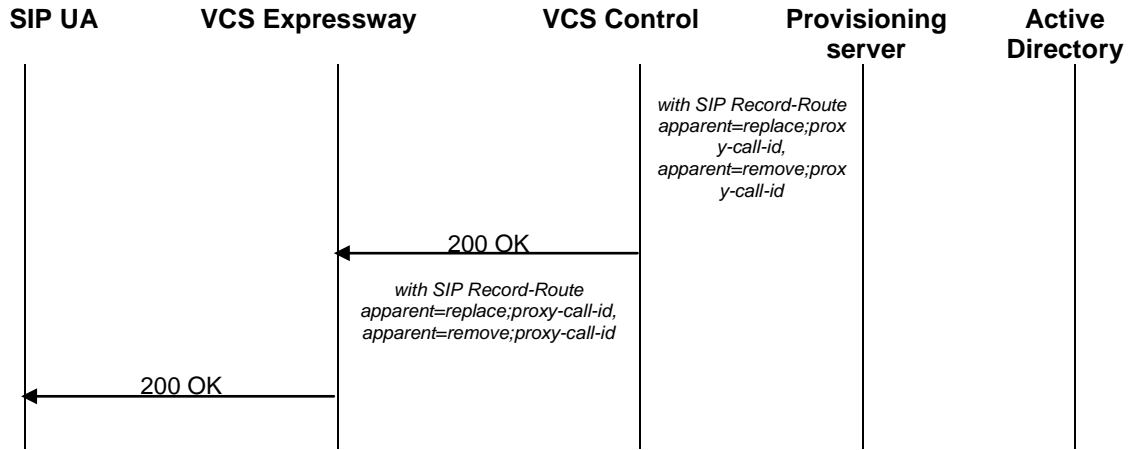 SIP UA VCS Expressway VCS Control Provisioning Active
server Directory
with SIP Record-Route
apparent=replace;prox
y-call-id,
apparent=remove;prox
y-call-id
200 OK
with SIP Record-Route
apparent=replace;proxy-call-id,
apparent=remove;proxy-call-id
200 OK